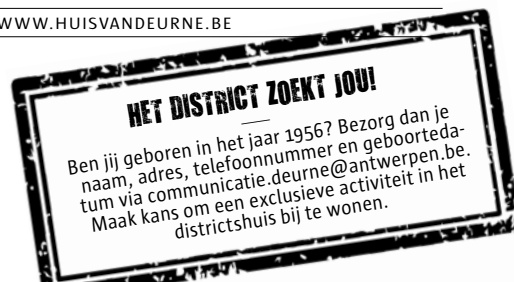 WWW.HUISVANDEURNE.BE
HET DISTRICT ZOEKT JOU!
Ben jij geboren in het jaar 1956? Bezorg dan je
naam, adres, telefoonnummer en geborteda-
tum via communicatie.deurne@antwerpen.be.
Maak kans om een exclusieve activiteit in het
districtshuis bij te wonen.